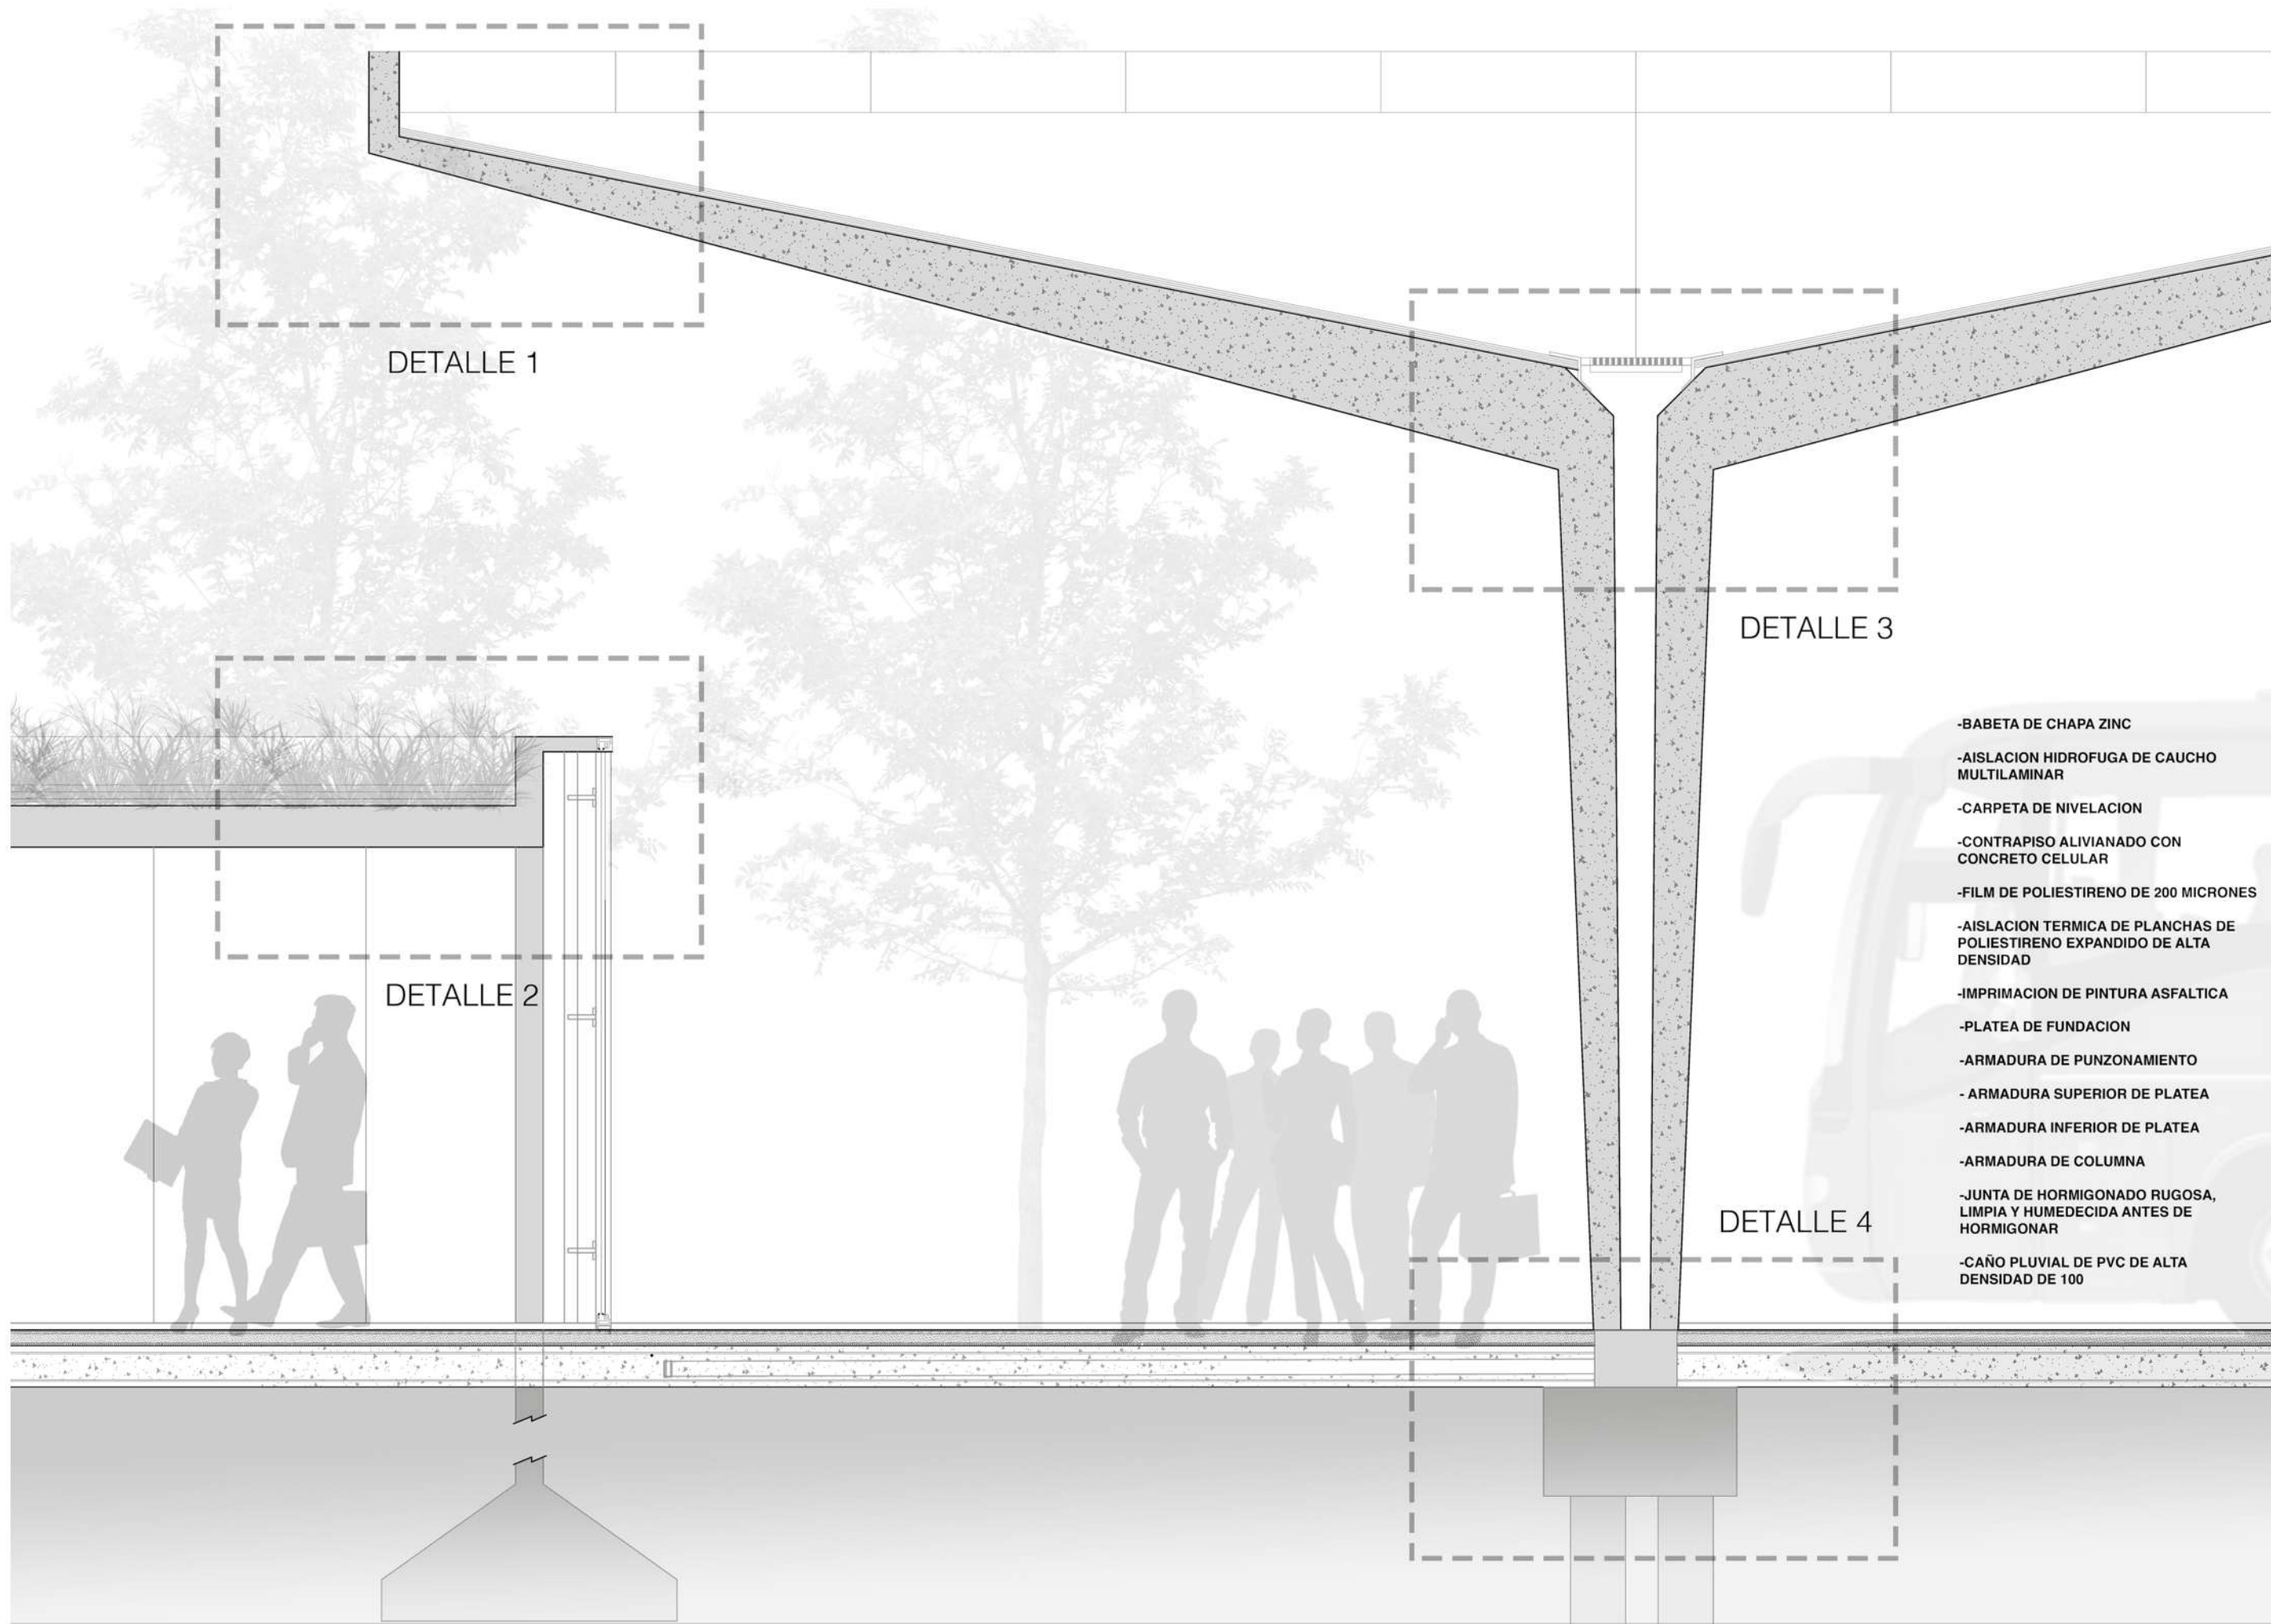 DETALLE 1
DETALLE 3
-BABETA DE CHAPA ZINC
-AISLACION HIDROFUGA DE CAUCHO
MULTILAMINAR
-CARPETA DE NIVELACION
-CONTRAPISO ALIVIANADO CON
CONCRETO CELULAR
-FILM DE POLIESTIRENO DE 200 MICRONES
-AISLACION TERMICA DE PLANCHAS DE
POLIESTIRENO EXPANDIDO DE ALTA
DENSIDAD
-IMPRIMACION DE PINTURA ASFALTICA
-PLATEA DE FUNDACION
-ARMADURA DE PUNZONAMIENTO
- ARMADURA SUPERIOR DE PLATEA
-ARMADURA INFERIOR DE PLATEA
-ARMADURA DE COLUMNA
-JUNTA DE HORMIGONADO RUGOSA,
LIMPIA Y HUMEDECIDA ANTES DE
HORMIGONAR
-CAÑO PLUVIAL DE PVC DE ALTA
DENSIDAD DE 100
DETALLE 2
DETALLE 4